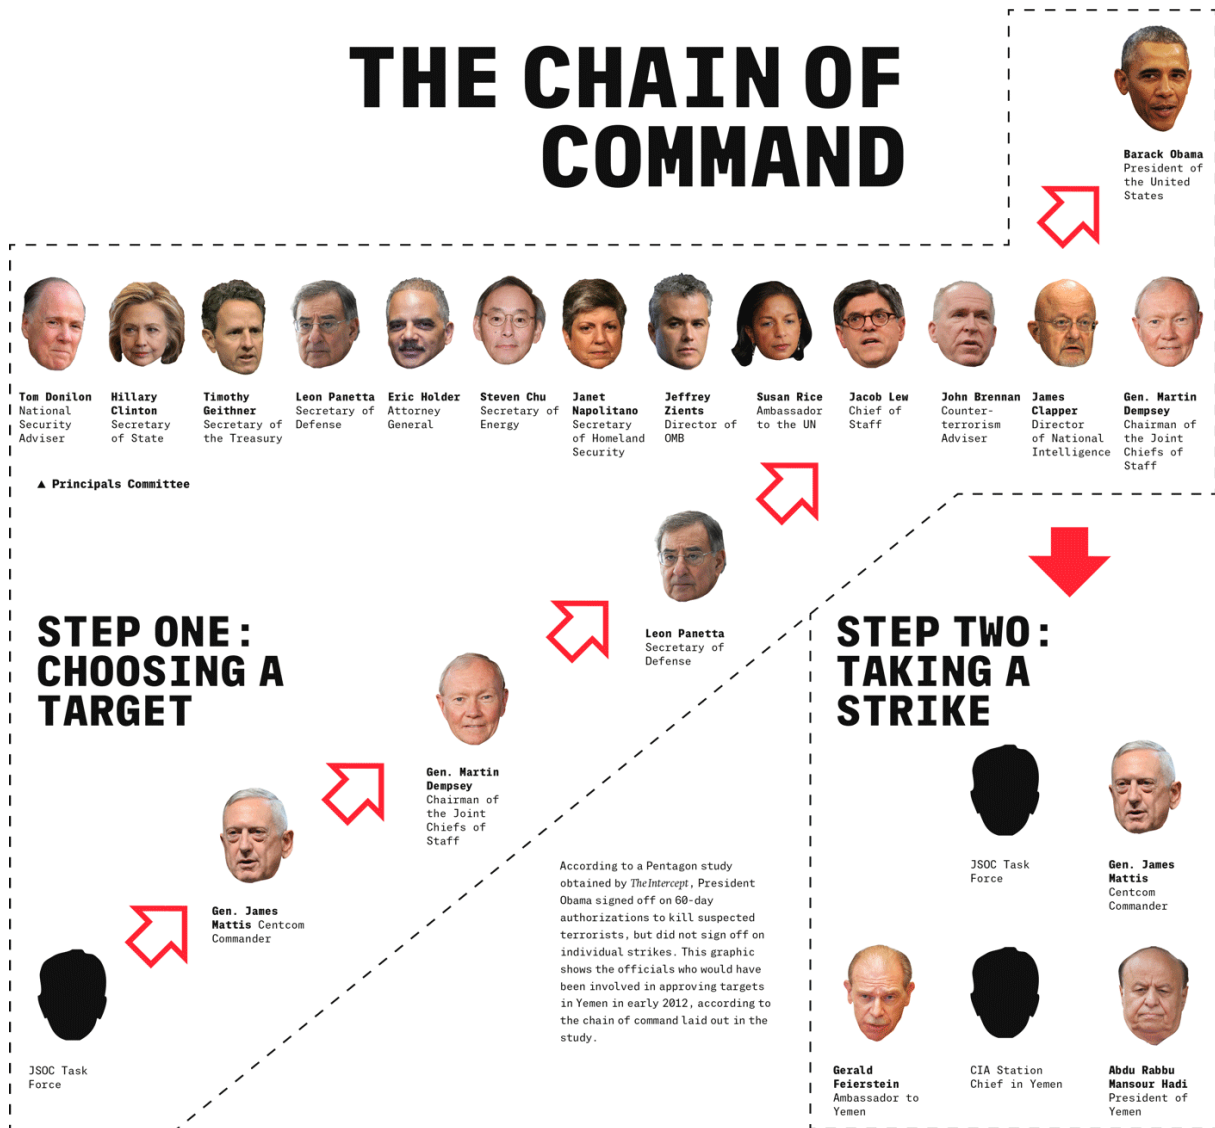 THE CHAIN OF
COMMAND
Barack Obama
President of
the United
States
Tom Donilon
National
Security
Adviser
Hillary
Clinton
Secretary
of State
Timothy
Geithner
Secretary of
the Treasury
Leon Panetta
Secretary of
Defense
Eric Holder
Attorney
General
Steven Chu
Secretary of
Energy
Janet
Napolitano
Secretary
of Homeland
Security
Jeffrey
Zients
Director of
OMB
Susan Rice
Ambassador
to the UN
Jacob Lew
Chief of
Staff
John Brennan
Counter-
terrorism
Adviser
James
Clapper
Director
of National
Intelligence
Gen. Martin
Dempsey
Chairman of
the Joint
Chiefs of
Staff
▲ Principals Committee
STEP ONE:
CHOOSING A
TARGET
Leon Panetta
Secretary of
Defense
Gen. Martin
Dempsey
Chairman of
the Joint
Chiefs of
Staff
Gen. James
Mattis Centcom
Commander
JSOC Task
Force
According to a Pentagon study
obtained by The Intercept, President
Obama signed off on 60-day
authorizations to kill suspected
terrorists, but did not sign off on
individual strikes. This graphic
shows the officials who would have
been involved in approving targets
in Yemen in early 2012, according to
the chain of command laid out in the
study.
STEP TWO:
TAKING A
STRIKE
JSOC Task
Force
Gen. James
Mattis
Centcom
Commander
Gerald
Feierstein
Ambassador to
Yemen
CIA Station
Chief in Yemen
Abdu Rabbu
Mansour Hadi
President of
Yemen